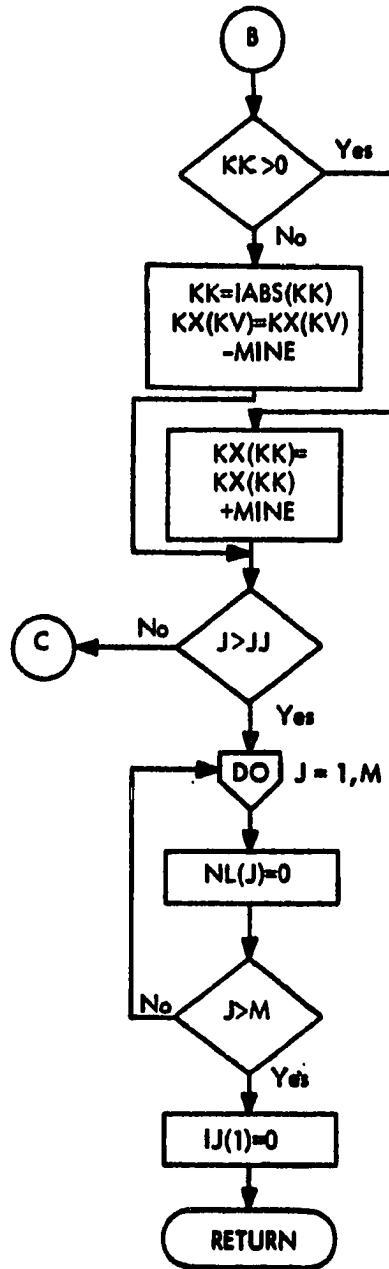 B
KK>0
Yes
No
KK=IABS(KK)
KX(KV)=KX(KV)
-MINE
KX(KK)=
KX(KK)
+MINE
C
No
J>JJ
Yes
DO
J = 1,M
NL(J)=0
No
J>M
Yes
IJ(1)=0
RETURN